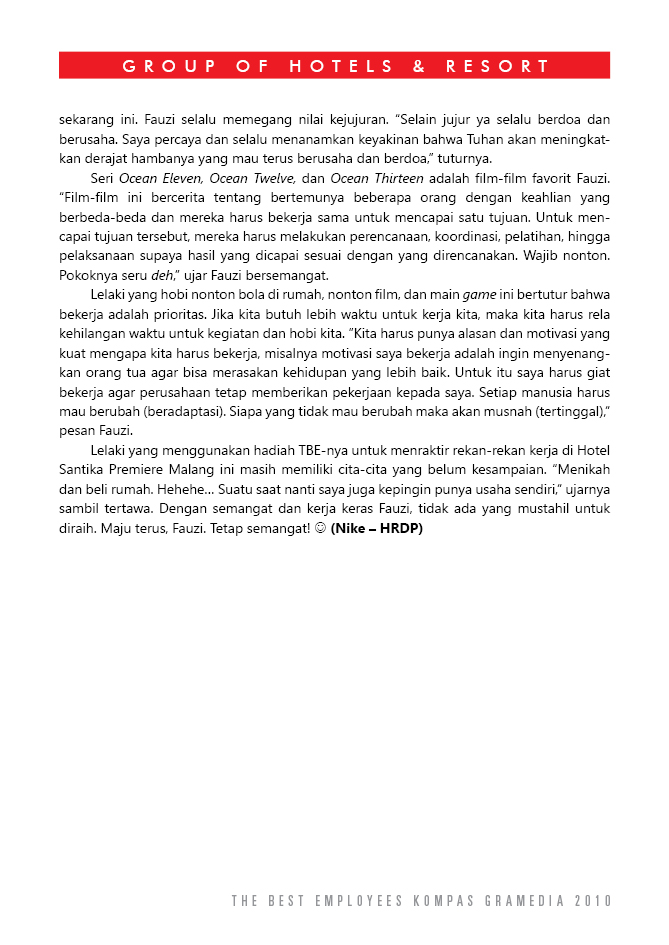 GROUP OF HOTELS & RESORT
sekarang ini. Fauzi selalu memegang nilai kejujuran. “Selain jujur ya selalu berdoa dan
berusaha. Saya percaya dan selalu menanamkan keyakinan bahwa Tuhan akan meningkat-
kan derajat hambanya yang mau terus berusaha dan berdoa,” tuturnya.
Seri Ocean Eleven, Ocean Twelve, dan Ocean Thirteen adalah film-film favorit Fauzi.
“Film-film ini bercerita tentang bertemunya beberapa orang dengan keahlian yang
berbeda-beda dan mereka harus bekerja sama untuk mencapai satu tujuan. Untuk men-
capai tujuan tersebut, mereka harus melakukan perencanaan, koordinasi, pelatihan, hingga
pelaksanaan supaya hasil yang dicapai sesuai dengan yang direncanakan. Wajib nonton.
Pokoknya seru deh,” ujar Fauzi bersemangat.
Lelaki yang hobi nonton bola di rumah, nonton film, dan main game ini bertutur bahwa
bekerja adalah prioritas. Jika kita butuh lebih waktu untuk kerja kita, maka kita harus rela
kehilangan waktu untuk kegiatan dan hobi kita. “Kita harus punya alasan dan motivasi yang
kuat mengapa kita harus bekerja, misalnya motivasi saya bekerja adalah ingin menyenang-
kan orang tua agar bisa merasakan kehidupan yang lebih baik. Untuk itu saya harus giat
bekerja agar perusahaan tetap memberikan pekerjaan kepada saya. Setiap manusia harus
mau berubah (beradaptasi). Siapa yang tidak mau berubah maka akan musnah (tertinggal),”
pesan Fauzi.
Lelaki yang menggunakan hadiah TBE-nya untuk menraktir rekan-rekan kerja di Hotel
Santika Premiere Malang ini masih memiliki cita-cita yang belum kesampaian. “Menikah
dan beli rumah. Hehehe… Suatu saat nanti saya juga kepingin punya usaha sendiri,” ujarnya
sambil tertawa. Dengan semangat dan kerja keras Fauzi, tidak ada yang mustahil untuk
diraih. Maju terus, Fauzi. Tetap semangat! ☺ (Nike – HRDP)
THE BEST EMPLOYEES KOMPAS GRAMEDIA 2010